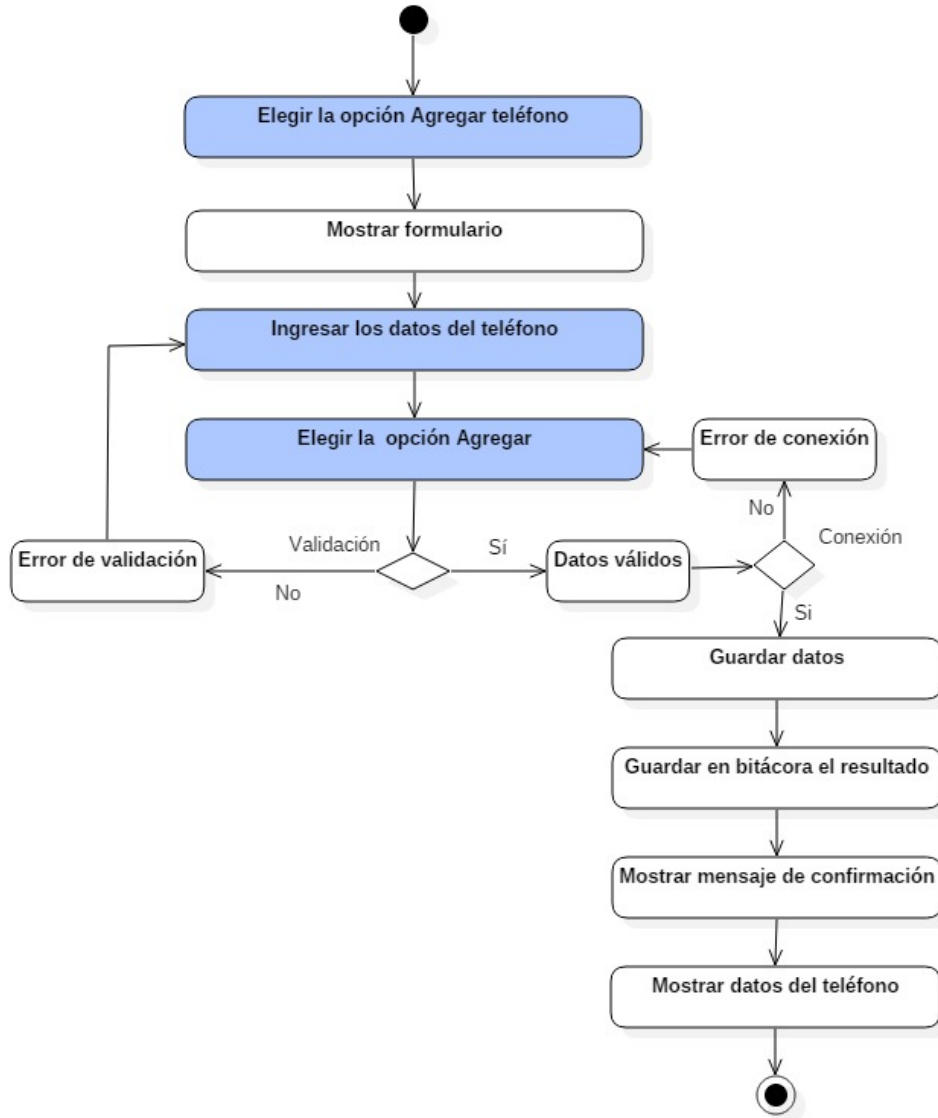 Elegir la opción Agregar teléfono
Mostrar formulario
Ingresar los datos del teléfono
Elegir la  opción Agregar
Error de conexión
No
Conexión
Validación
Sí
Error de validación
Datos válidos
No
Si
Guardar datos
Guardar en bitácora el resultado
Mostrar mensaje de confirmación
Mostrar datos del teléfono